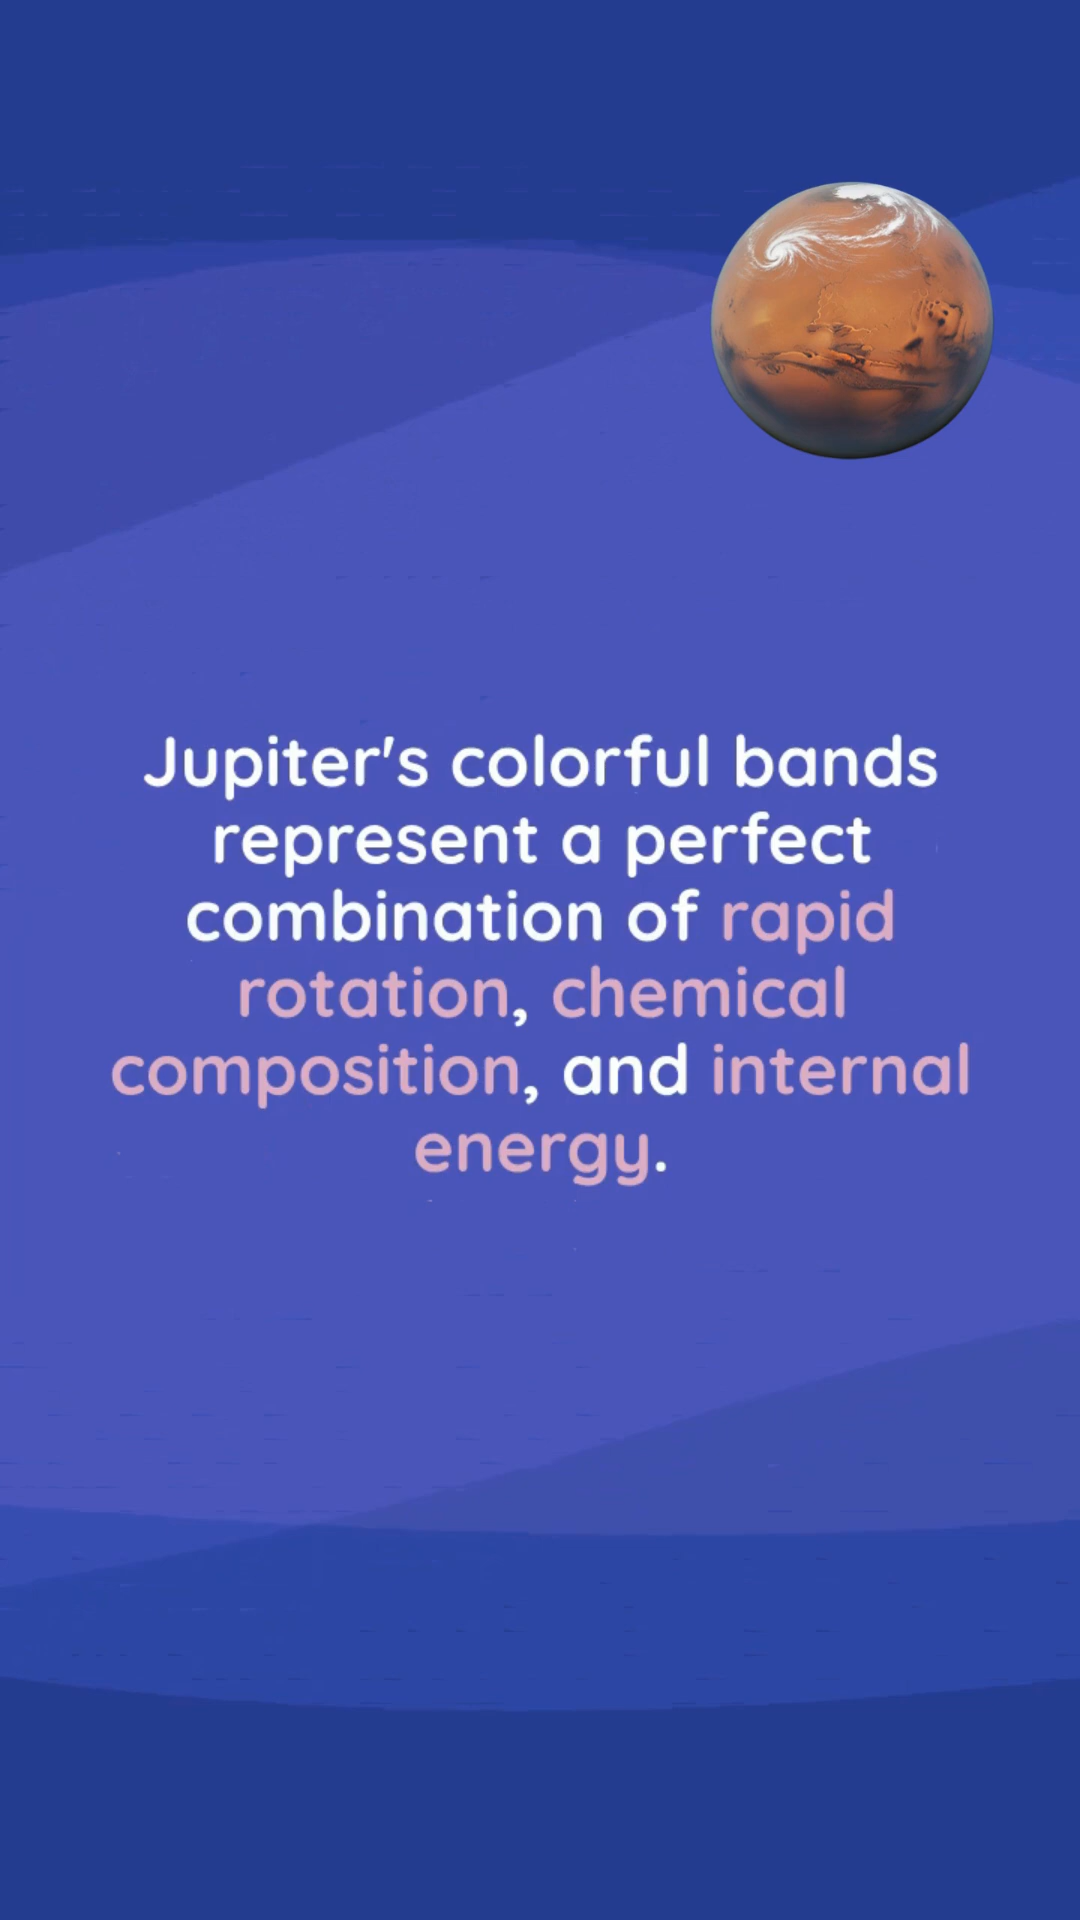 Jupiter's colorful bands
represent a perfect
combination of rapid
rotation, chemical
composition, and internal
energy.